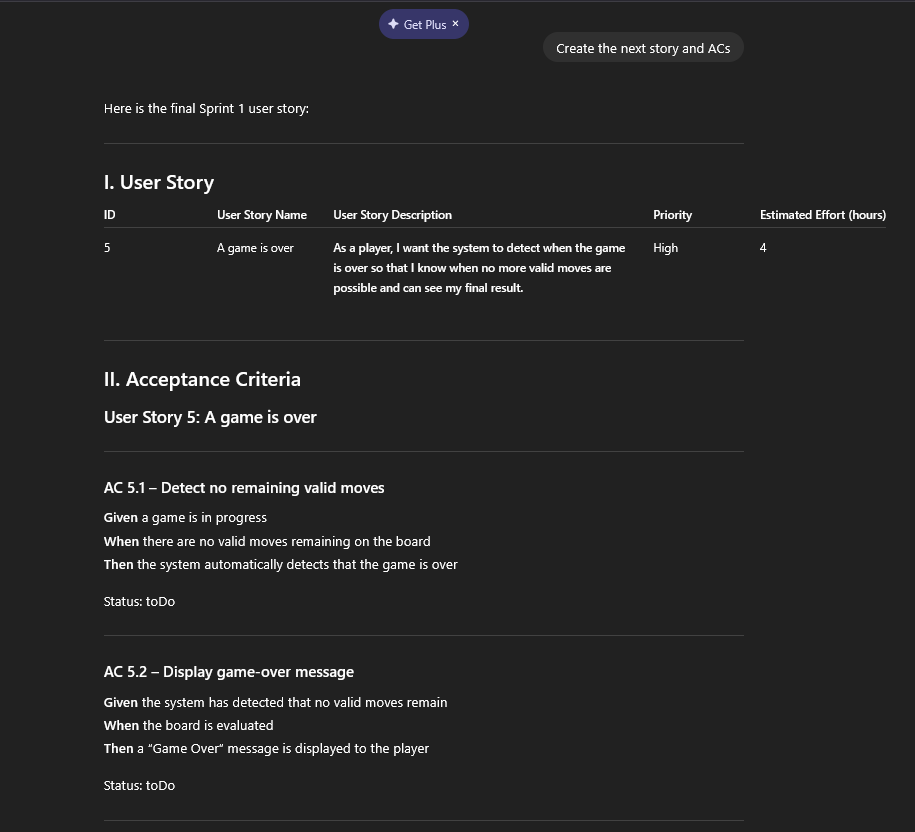 Get Plus ×
Create the next story and ACs
Here is the final Sprint 1 user story:
I. User Story
ID User Story Name User Story Description Priority Estimated Effort (hours)
5 A game is over As a player, I want the system to detect when the game High 4
is over so that I know when no more valid moves are
possible and can see my final result.
II. Acceptance Criteria
User Story 5: A game is over
AC 5.1 – Detect no remaining valid moves
Given a game is in progress
When there are no valid moves remaining on the board
Then the system automatically detects that the game is over
Status: toDo
AC 5.2 – Display game-over message
Given the system has detected that no valid moves remain
When the board is evaluated
Then a “Game Over” message is displayed to the player
Status: toDo